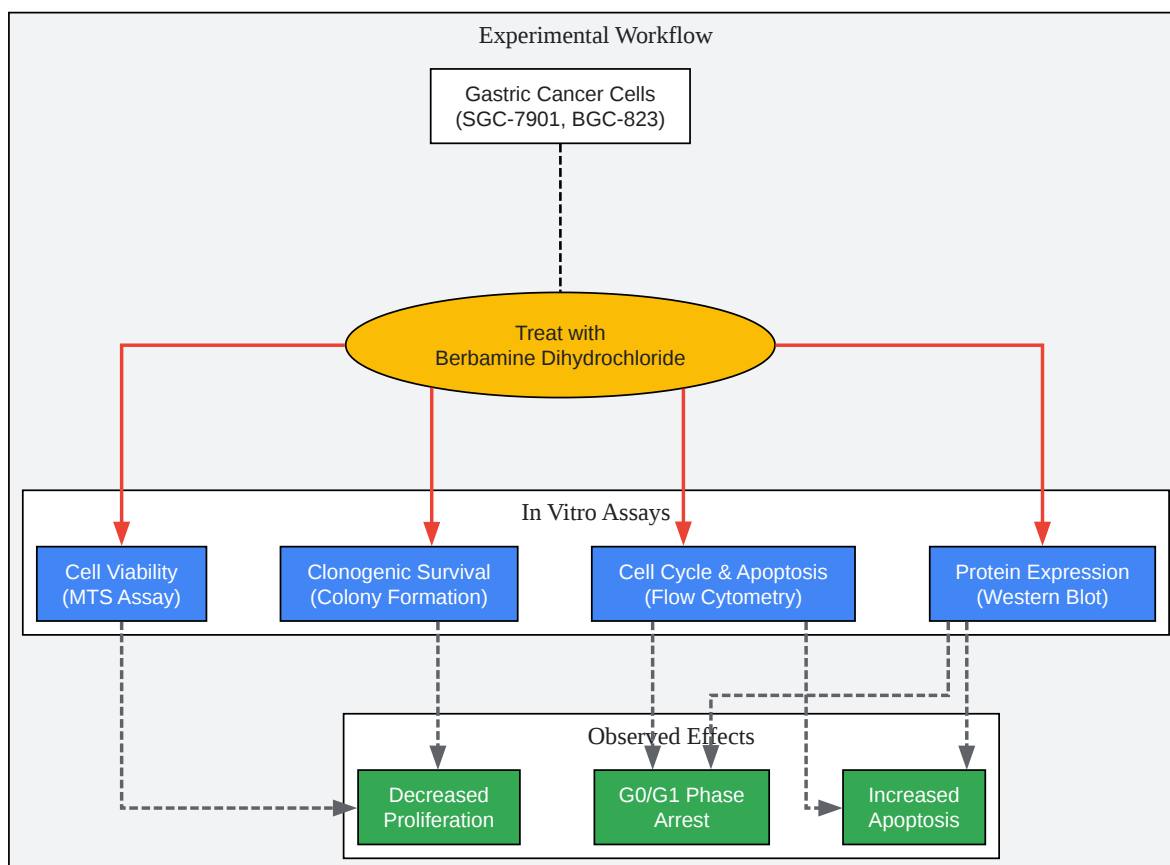 Experimental Workflow
Gastric Cancer Cells
(SGC-7901, BGC-823)
Treat with
Berbamine Dihydrochloride
In Vitro Assays
Cell Viability
(MTS Assay)
Clonogenic Survival
(Colony Formation)
Cell Cycle & Apoptosis
(Flow Cytometry)
Protein Expression
(Western Blot)
Observed Effects
Decreased
Proliferation
G0/G1 Phase
Arrest
Increased
Apoptosis